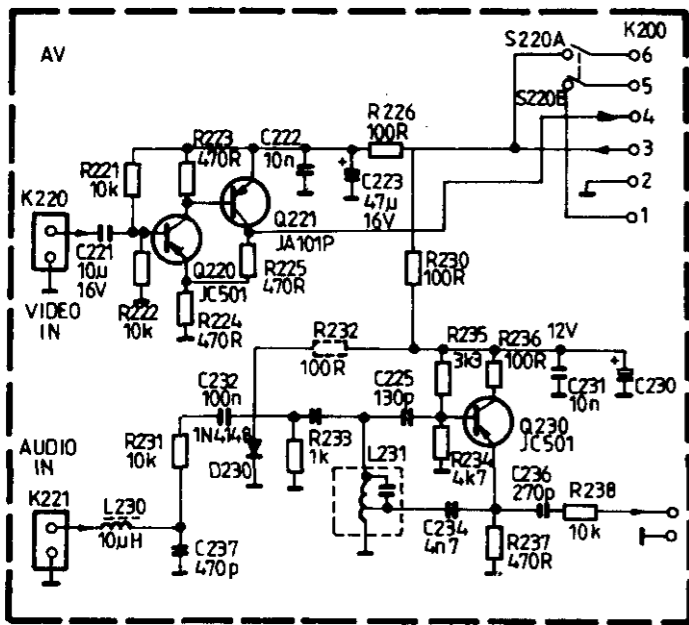 AV
K200
S220A
6
S220B
5
4
3
2
1
R226
100R
R223
470R
C222
10n
R221
10k
+
C223
47µ
16V
K220
Q221
JA101P
C221
10µ
16V
Q220
JC501
R225
470R
R230
100R
VIDEO
IN
R222
10k
R224
470R
R232
100R
R235
3k3
R236
100R
12V
+
C231
10n
C230
C232
100n
C225
130p
1N4148
Q230
JC501
AUDIO
IN
R231
10k
R233
1k
L231
R234
4k7
D230
K221
L230
10µH
C236
270p
R238
10k
C237
470p
C234
4n7
R237
470R